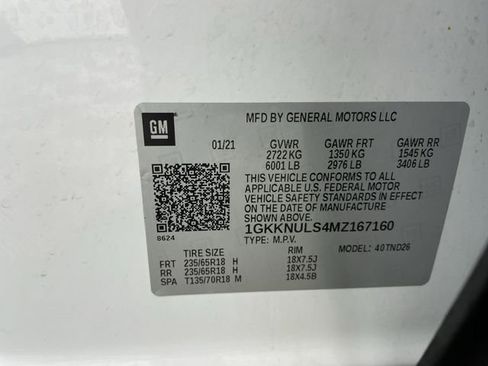 GM
MFD BY GENERAL MOTORS LLC
01/21 GVWR GAWR FRT GAWR RR
2722 KG 1350 KG 1545 KG
6001 LB 2976 LB 3406 LB
THIS VEHICLE CONFORMS TO ALL
APPLICABLE U.S. FEDERAL MOTOR
VEHICLE SAFETY STANDARDS IN EFFECT
ON THE DATE OF MANUFACTURE
SHOWN ABOVE.
1GKKNULS4MZ167160
8624
TYPE: M.P.V. MODEL: 40TND26
TIRE SIZE RIM
FRT 235/65R18 H 18X7.5J
RR 235/65R18 H 18X7.5J
SPA T135/70R18 M 18X4.5B